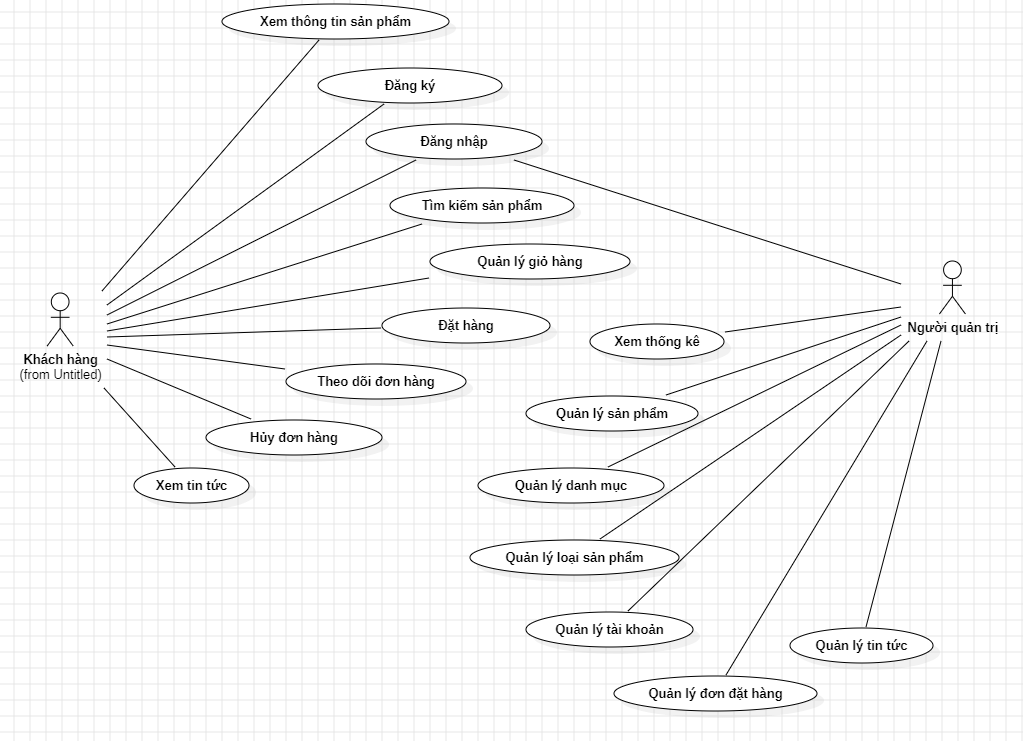 Xem thông tin sản phẩm
Đăng ký
Đăng nhập
Tìm kiếm sản phẩm
Quản lý giỏ hàng
Đặt hàng
Theo dõi đơn hàng
Hủy đơn hàng
Xem tin tức
Khách hàng
(from Untitled)
Người quản trị
Xem thống kê
Quản lý sản phẩm
Quản lý danh mục
Quản lý loại sản phẩm
Quản lý tài khoản
Quản lý tin tức
Quản lý đơn đặt hàng